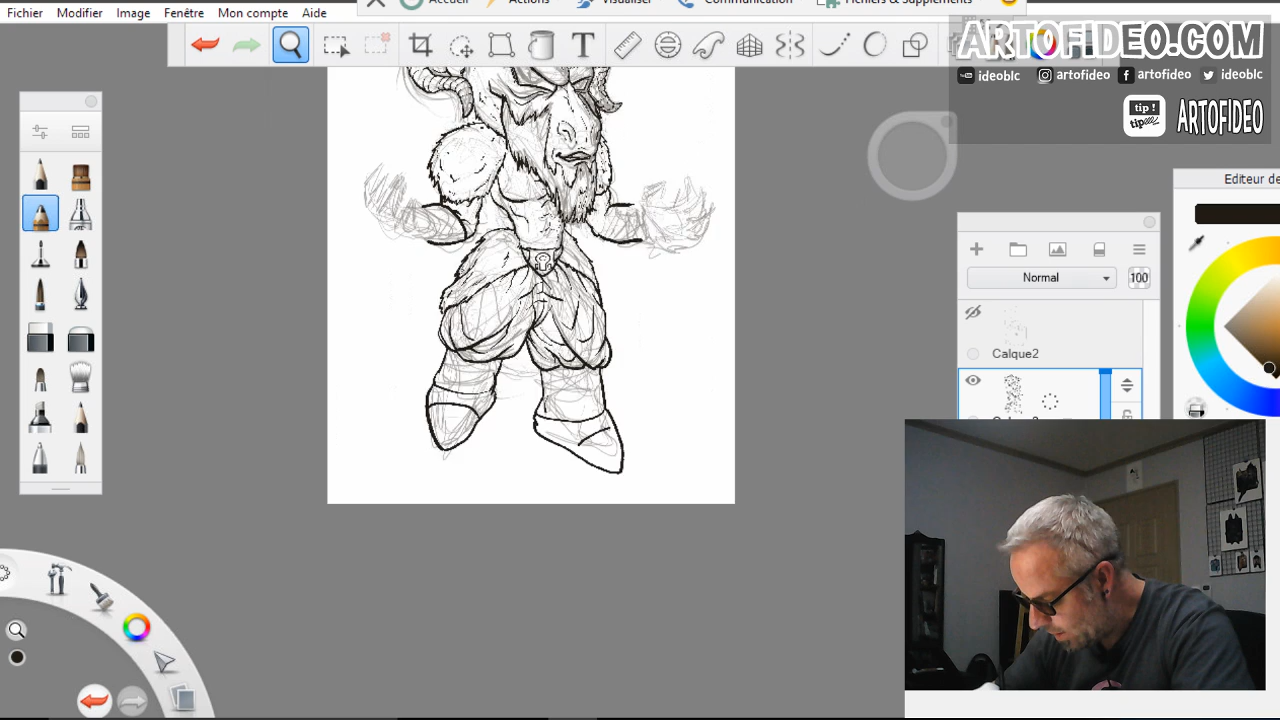 Fichier Modifier Image Fenêtre Mon compte Aide
Accueil Actions Visualiser Communication Fichiers & Suppléments
T
ARTOFIDEO.COM
ideoblc artofideo artofideo ideoblc
tip !
tip
ARTOFIDEO
Editeur de
Normal 100
Calque2